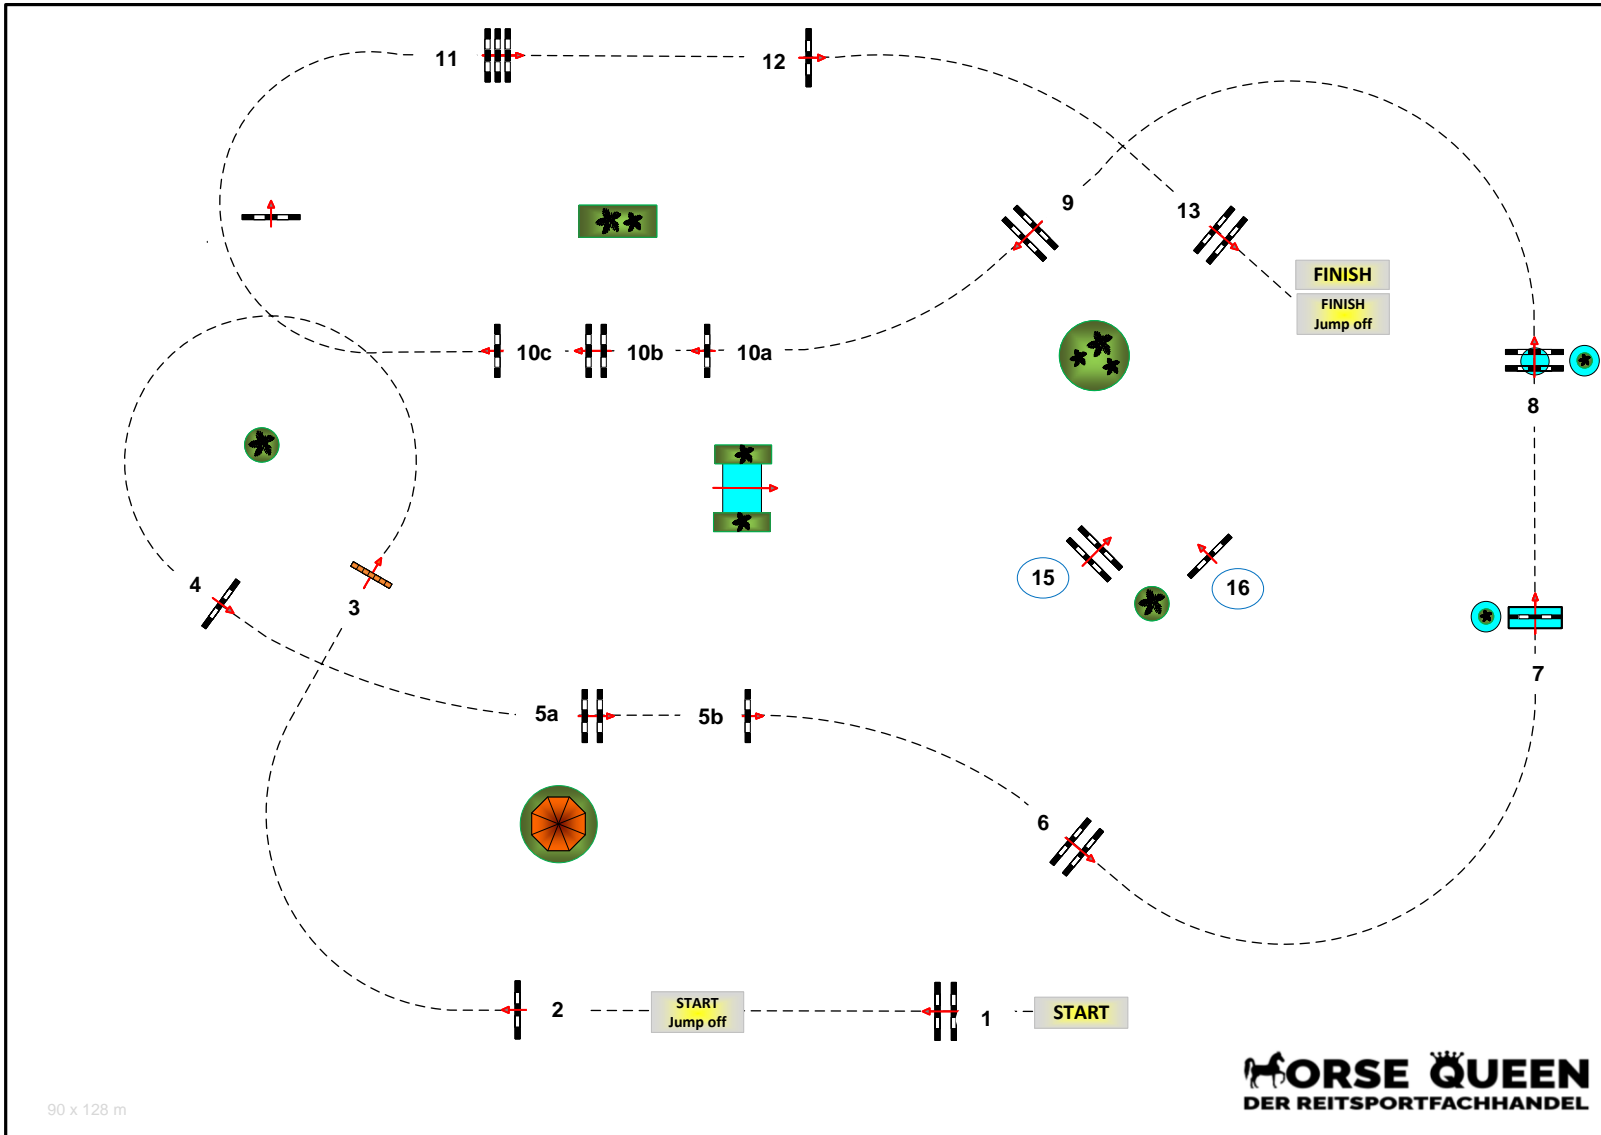 11
12
9
13
FINISH
FINISH
Jump off
10c
10b
10a
8
4
3
15
16
7
5a
5b
6
2
START
Jump off
1
START
HORSE QUEEN
DER REITSPORTFACHHANDEL
90 x 128 m